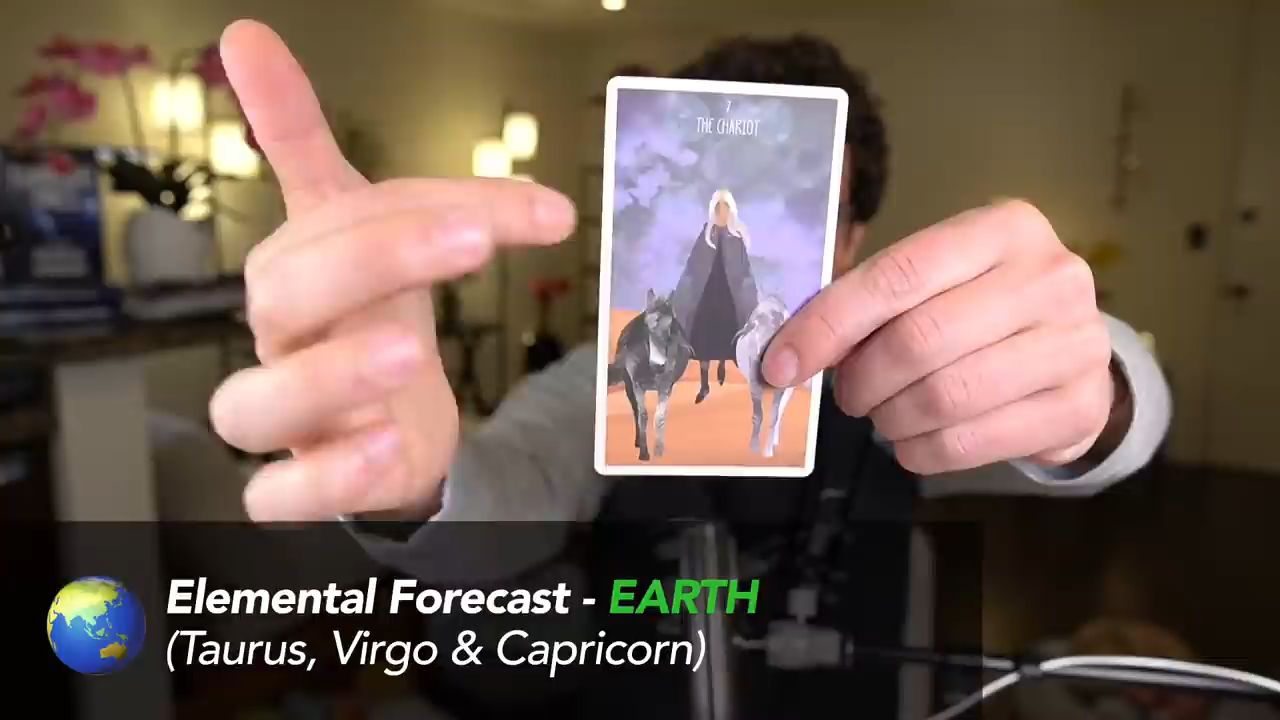 7
THE CHARIOT
Elemental Forecast - EARTH
(Taurus, Virgo & Capricorn)